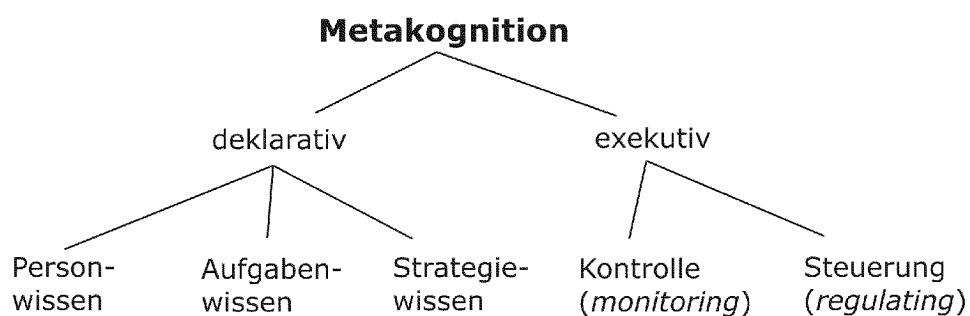 Metakognition
deklarativ
exekutiv
Person-
wissen
Aufgaben-
wissen
Strategie-
wissen
Kontrolle
(monitoring)
Steuerung
(regulating)